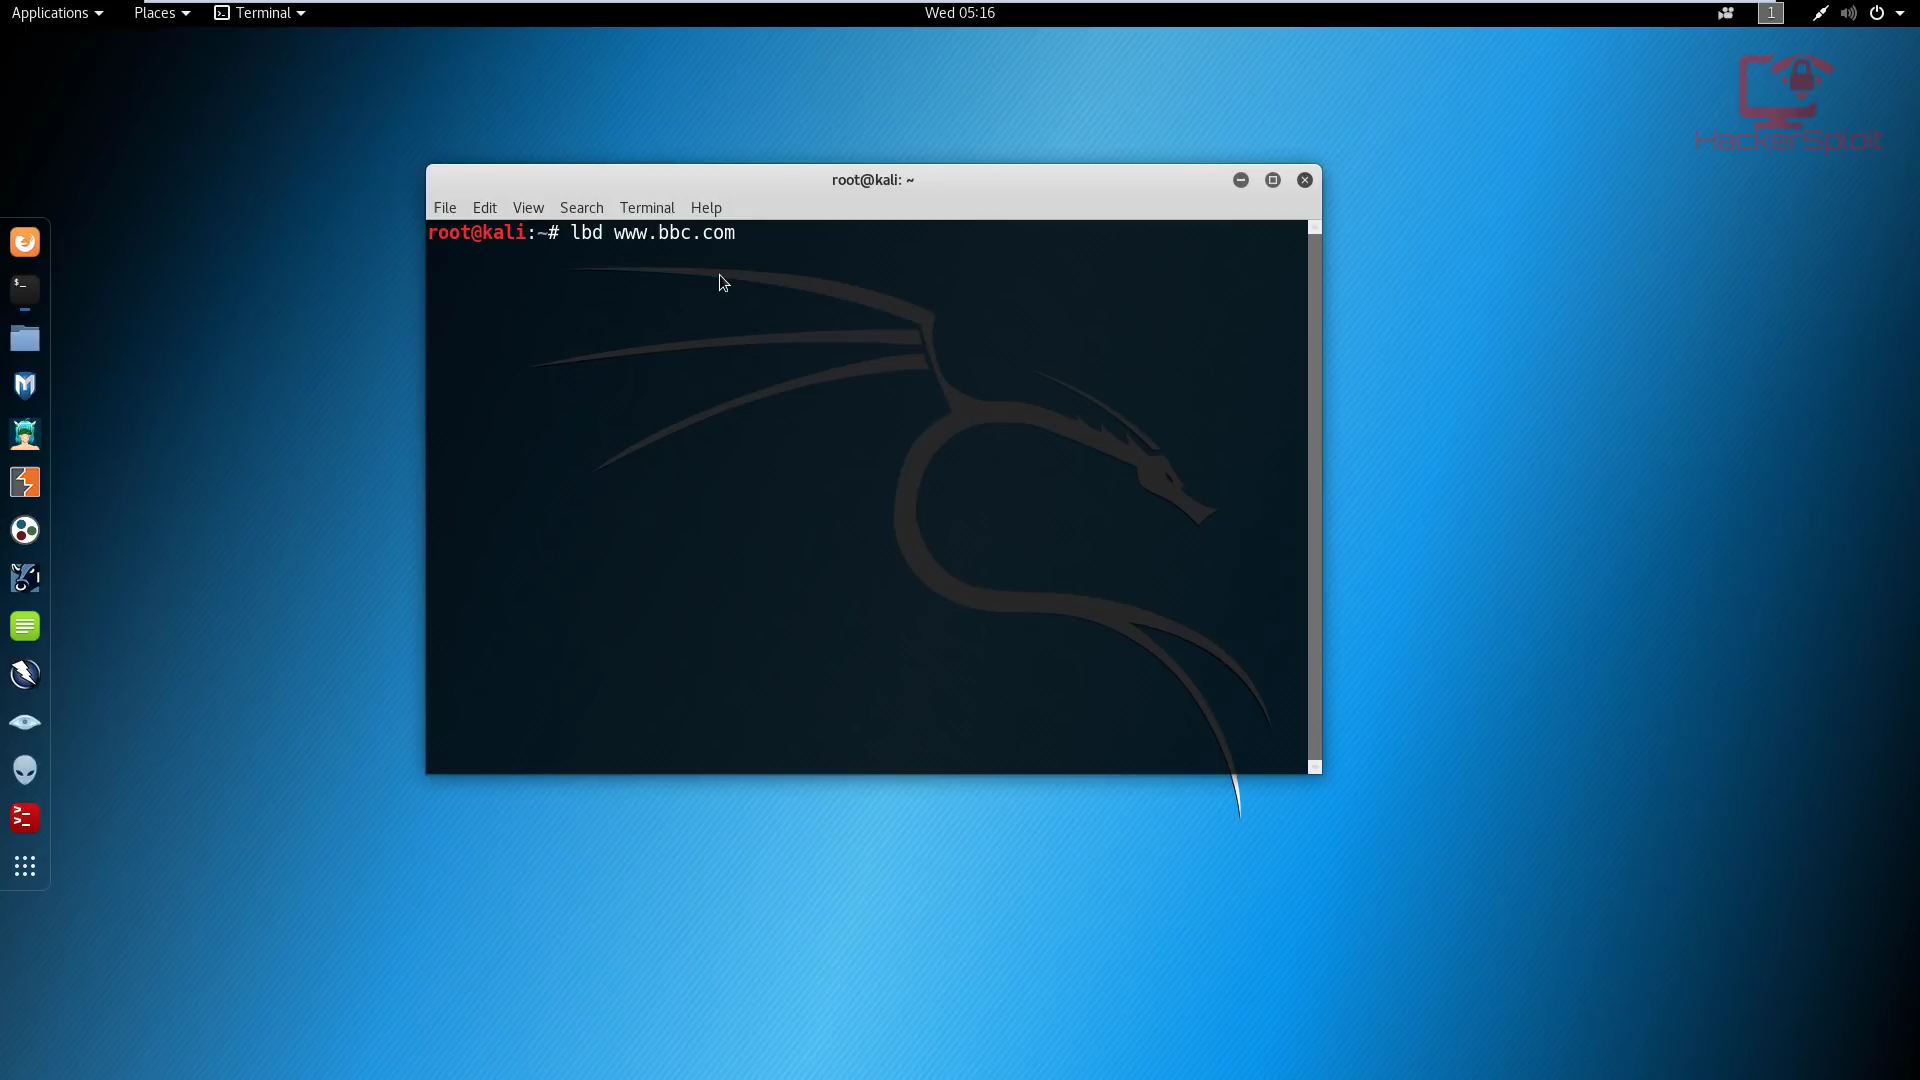 Applications Places Terminal Wed 05:16 1
HackerSploit
root@kali: ~
File Edit View Search Terminal Help
root@kali:~# lbd www.bbc.com